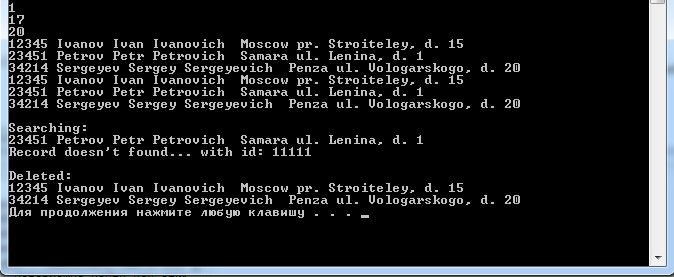 1
17
20
12345 Ivanov Ivan Ivanovich  Moscow pr. Stroiteley, d. 15
23451 Petrov Petr Petrovich  Samara ul. Lenina, d. 1
34214 Sergeyev Sergey Sergeyevich  Penza ul. Vologarskogo, d. 20
12345 Ivanov Ivan Ivanovich  Moscow pr. Stroiteley, d. 15
23451 Petrov Petr Petrovich  Samara ul. Lenina, d. 1
34214 Sergeyev Sergey Sergeyevich  Penza ul. Vologarskogo, d. 20
Searching:
23451 Petrov Petr Petrovich  Samara ul. Lenina, d. 1
Record doesn't found... with id: 11111
Deleted:
12345 Ivanov Ivan Ivanovich  Moscow pr. Stroiteley, d. 15
34214 Sergeyev Sergey Sergeyevich  Penza ul. Vologarskogo, d. 20
Для продолжения нажмите любую клавишу . . .